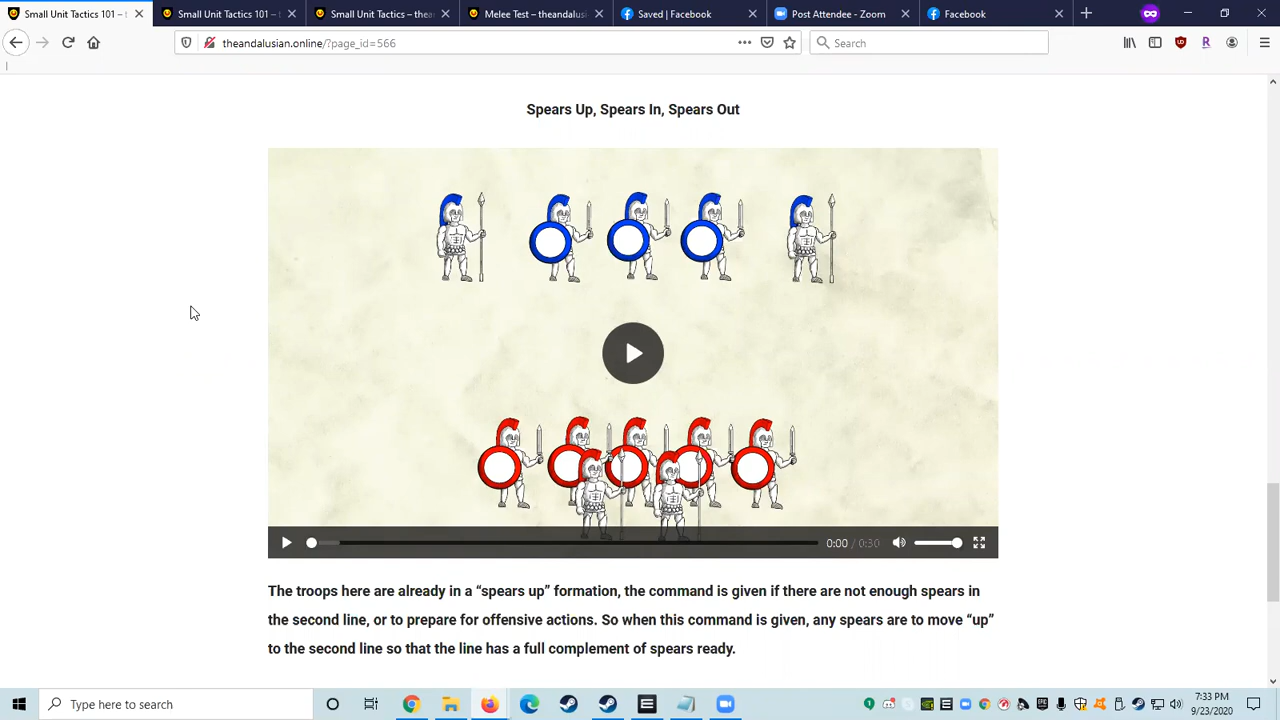 Small Unit Tactics 101 – t
Small Unit Tactics 101 – t
Small Unit Tactics – thean
Melee Test – theandalusian
Saved | Facebook
Post Attendee - Zoom
Facebook
theandalusian.online/?page_id=566
Search
Spears Up, Spears In, Spears Out
0:00 / 0:30
The troops here are already in a “spears up” formation, the command is given if there are not enough spears in
the second line, or to prepare for offensive actions. So when this command is given, any spears are to move “up”
to the second line so that the line has a full complement of spears ready.
Type here to search
7:33 PM
9/23/2020